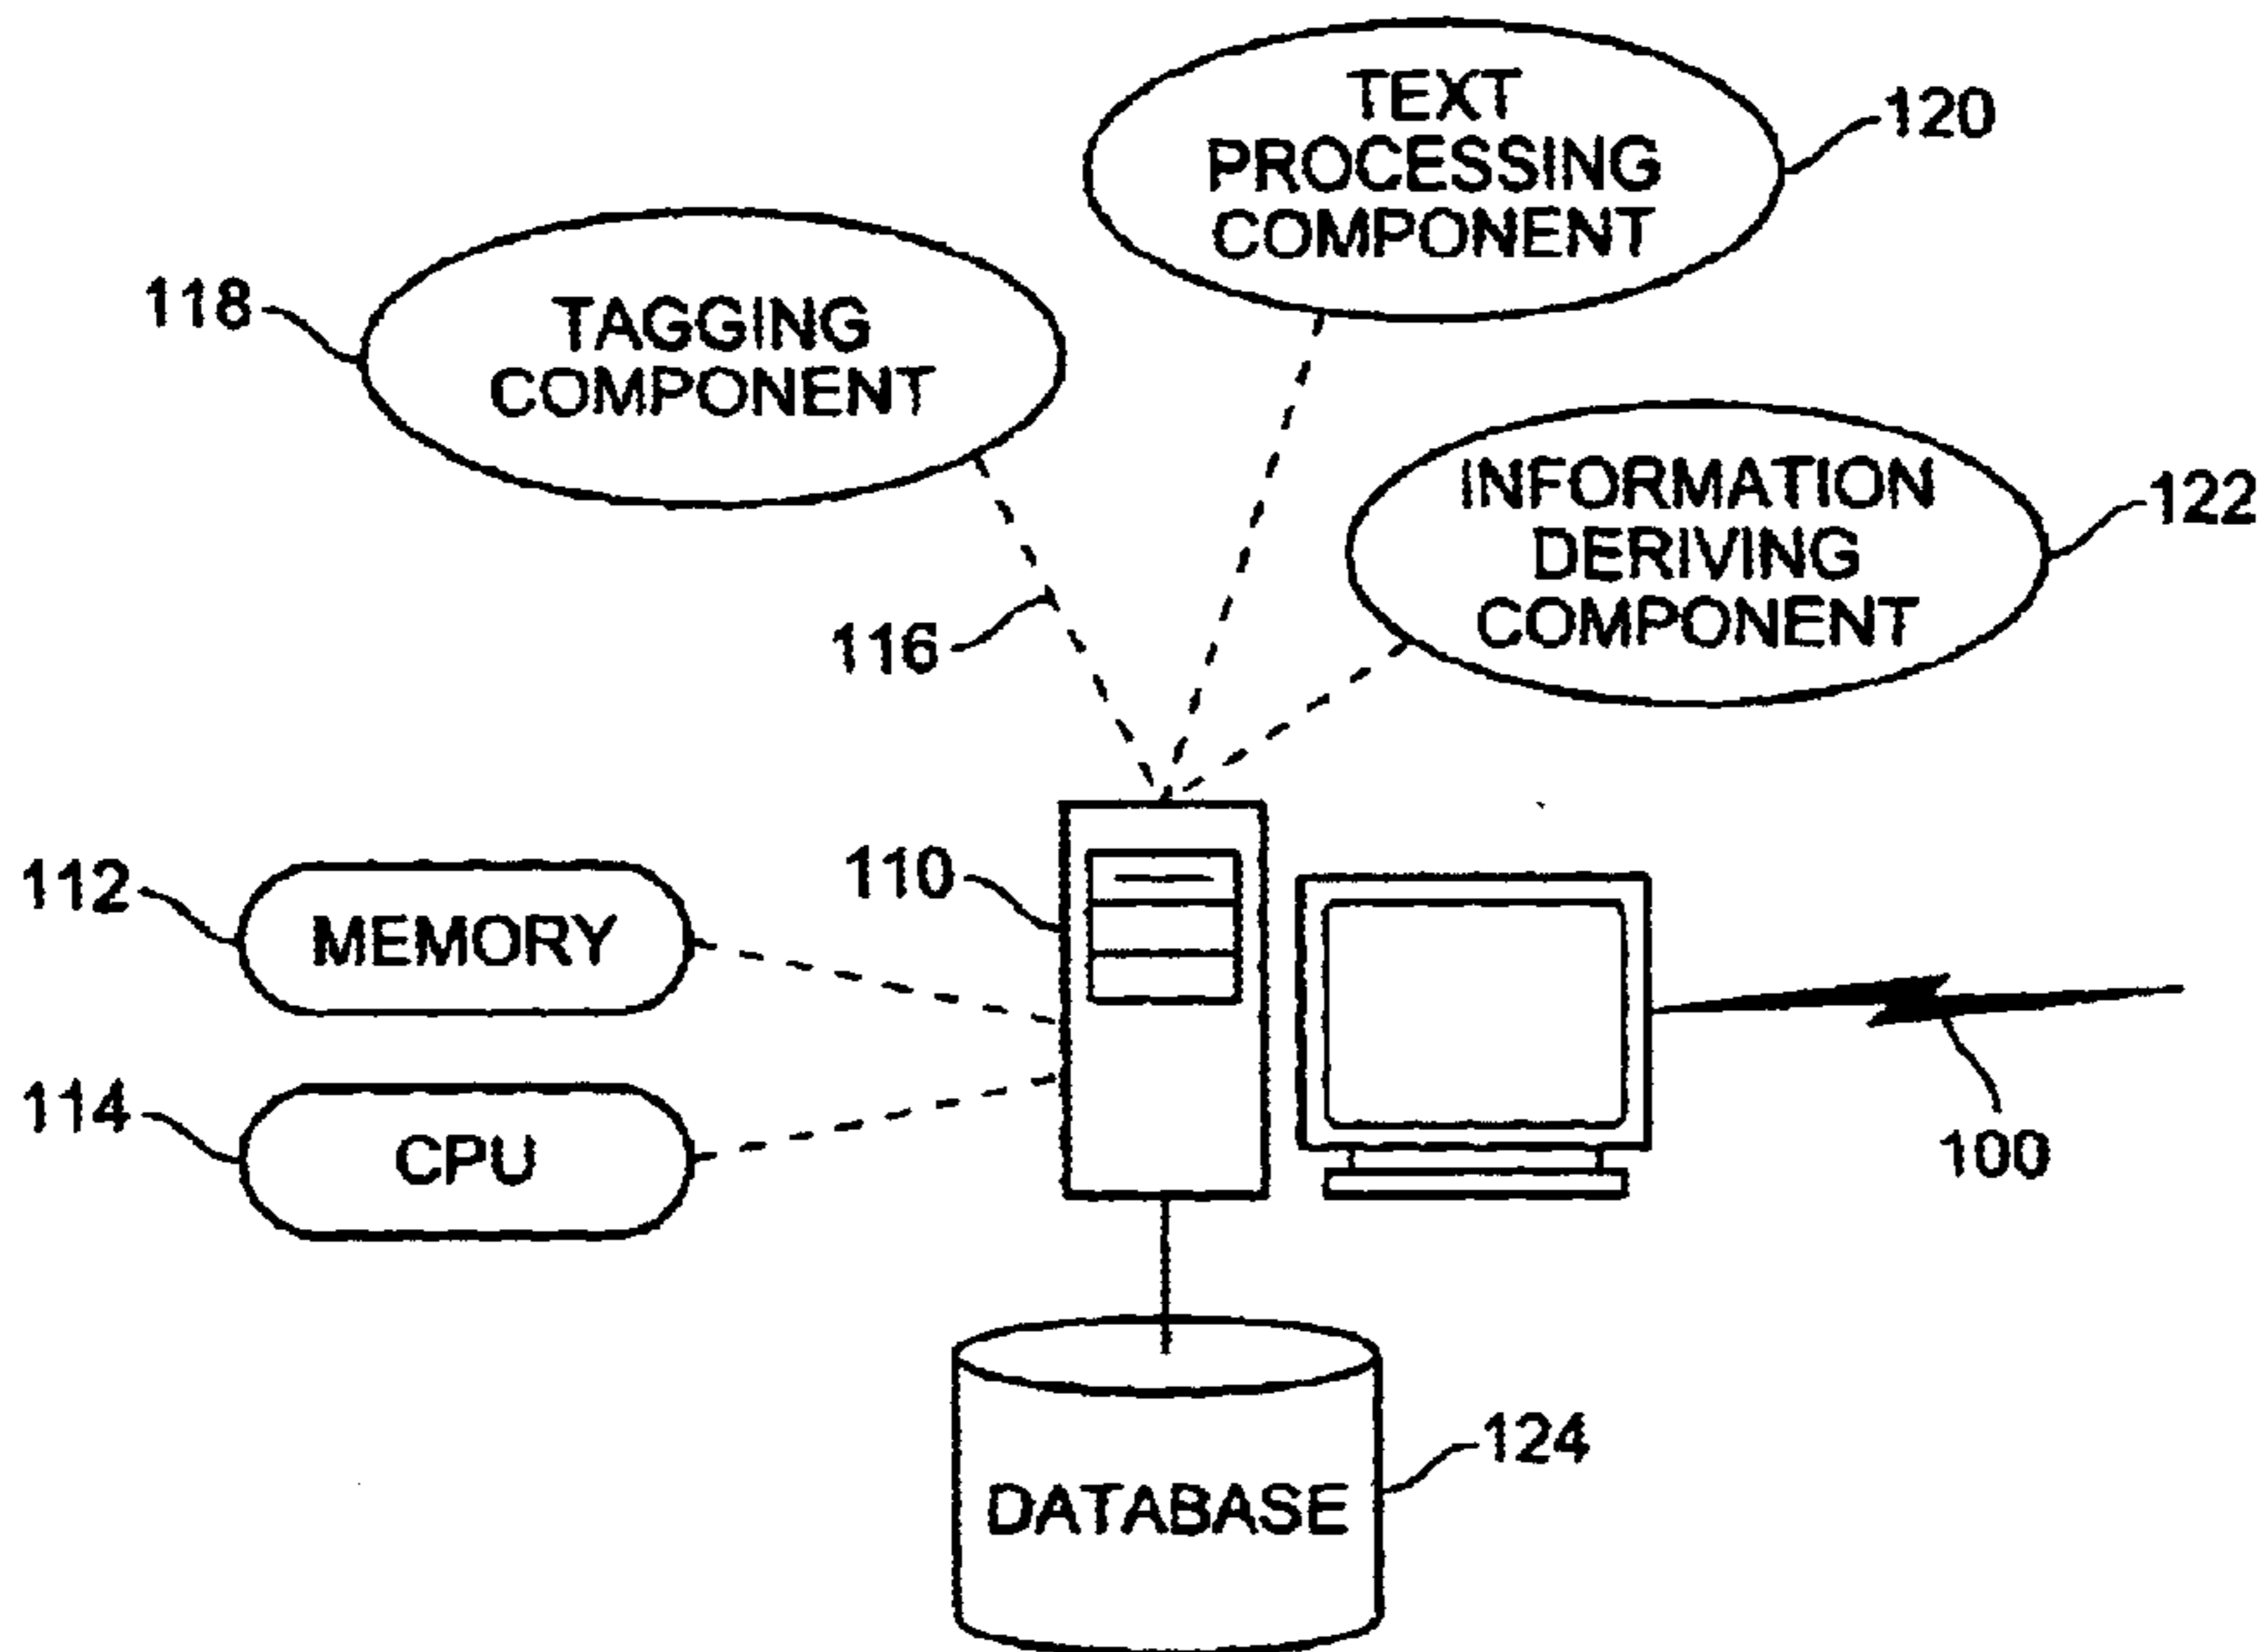 TEXT
PROCESSING
COMPONENT
120
118
TAGGING
COMPONENT
INFORMATION
DERIVING
COMPONENT
122
116
112
MEMORY
110
114
CPU
100
124
DATABASE